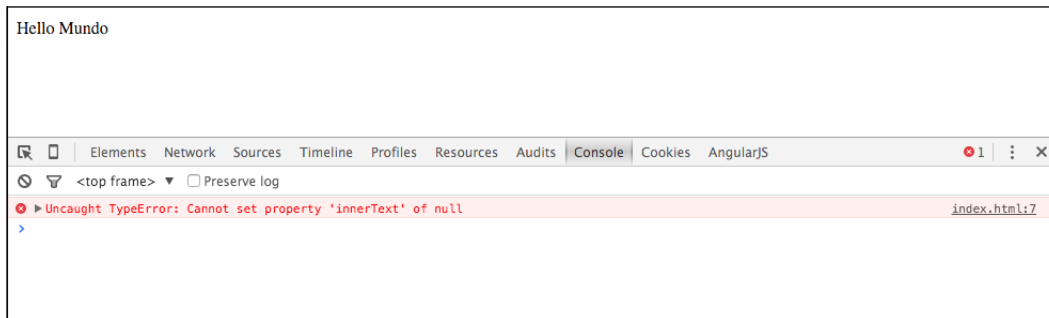 Hello Mundo
Elements Network Sources Timeline Profiles Resources Audits Console Cookies AngularJS 1
<top frame> ▼ Preserve log
Uncaught TypeError: Cannot set property 'innerText' of null index.html:7
>